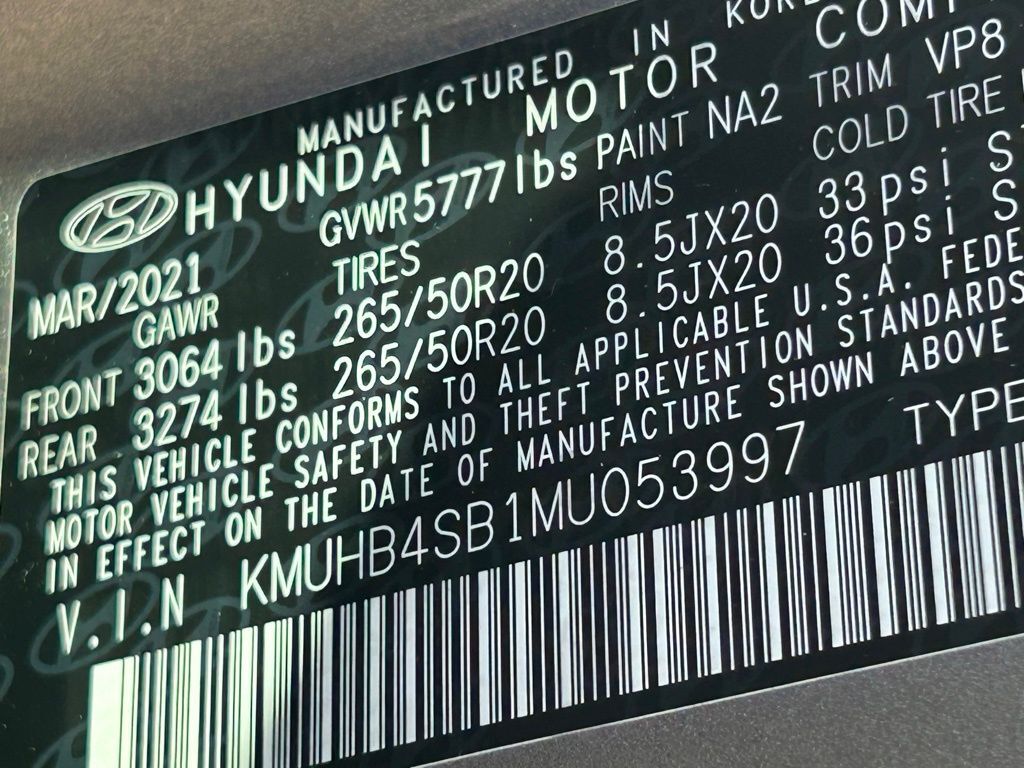 MANUFACTURED IN
HYUNDAI MOTOR
MAR/2021 GVWR 5777lbs PAINT NA2 TRIM VP8
GAWR TIRES RIMS COLD TIRE
FRONT 3064 lbs 265/50R20 8.5JX20 33psi
REAR 3274 lbs 265/50R20 8.5JX20 36psi
THIS VEHICLE CONFORMS TO ALL APPLICABLE U.S.A.
MOTOR VEHICLE SAFETY AND THEFT PREVENTION STANDARDS
IN EFFECT ON THE DATE OF MANUFACTURE SHOWN ABOVE
V.I.N KMUHB4SB1MU053997 TYPE